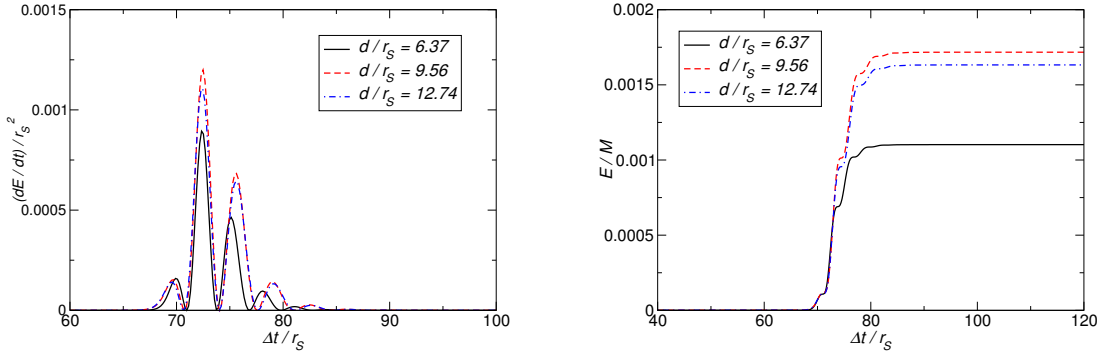 0.0015
0.001
0.0005
0
(dE / dt) / r_S^2
d / r_S = 6.37
d / r_S = 9.56
d / r_S = 12.74
60 70 80 90 100
Δt / r_S
0.002
0.0015
0.001
0.0005
0.000
E / M
d / r_S = 6.37
d / r_S = 9.56
d / r_S = 12.74
40 60 80 100 120
Δt / r_S